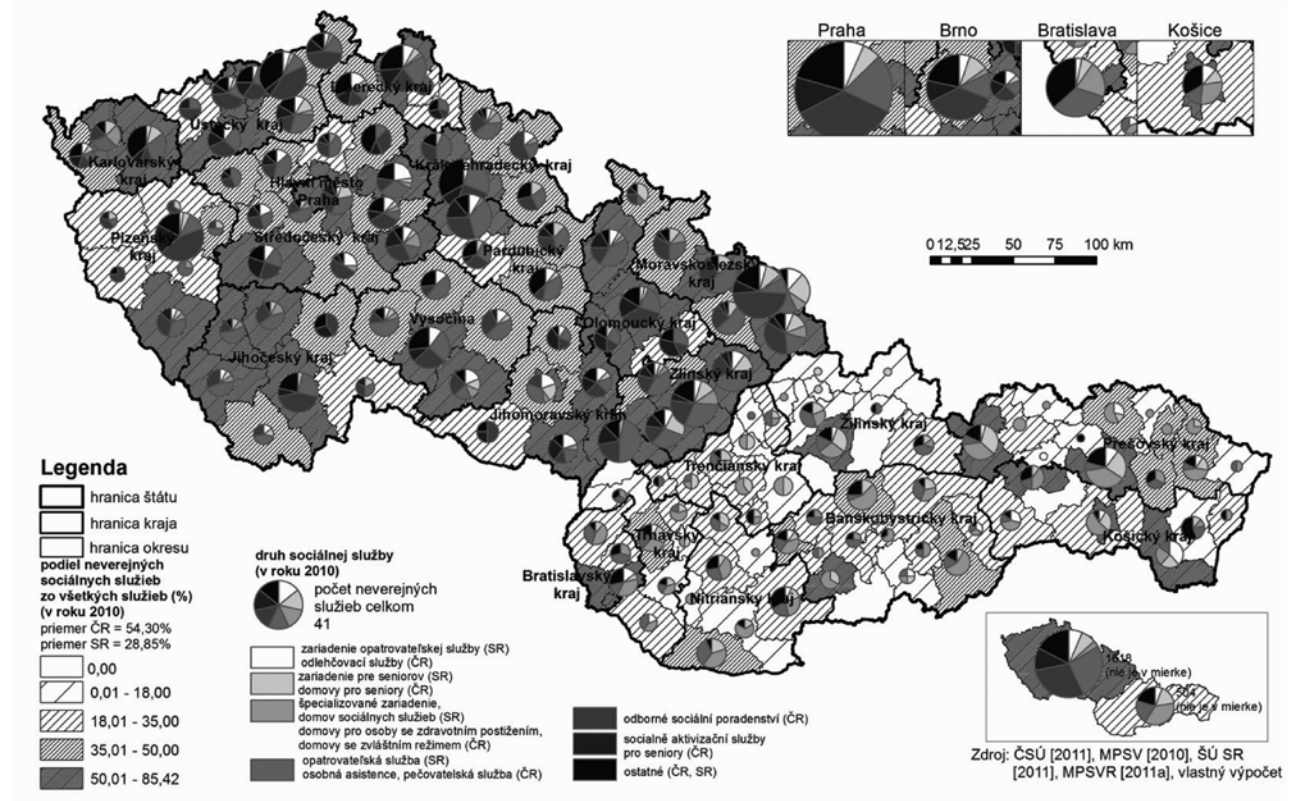 Praha
Brno
Bratislava
Košice
Liberecký kraj
Ústecký kraj
Karlovarský
kraj
Královehradecký kraj
Hlavní město
Praha
Plzeňský
kraj
Středočeský kraj
Pardubický
kraj
Moravskoslezský
kraj
Vysočina
Olomoucký kraj
Jihočeský kraj
Zlínský kraj
Jihomoravský kraj
Žilinský kraj
Prešovský kraj
Trenčiansky kraj
Banskobystrický kraj
Trnavský
kraj
Košický kraj
Bratislavský
kraj
Nitriansky kraj
0 12,525 50 75 100 km
Legenda
hranica štátu
hranica kraja
hranica okresu
podiel neverejných
sociálnych služieb
zo všetkých služieb (%)
(v roku 2010)
priemer ČR = 54,30%
priemer SR = 28,85%
0,00
0,01 - 18,00
18,01 - 35,00
35,01 - 50,00
50,01 - 85,42
druh sociálnej služby
(v roku 2010)
počet neverejných
služieb celkom
41
zariadenie opatrovateľskej služby (SR)
odlehčovací služby (ČR)
zariadenie pre seniorov (SR)
domovy pro seniory (ČR)
špecializované zariadenie,
domov sociálnych služieb (SR)
domovy pro osoby se zdravotním postižením,
domovy se zvláštním režimem (ČR)
opatrovateľská služba (SR)
osobná asistence, pečovatelská služba (ČR)
odborné sociální poradenství (ČR)
socialně aktivizační služby
pro seniory (ČR)
ostatné (ČR, SR)
1618
(nie je v mierke)
504
(nie je v mierke)
Zdroj: ČSÚ [2011], MPSV [2010], ŠÚ SR
[2011], MPSVR [2011a], vlastný výpočet